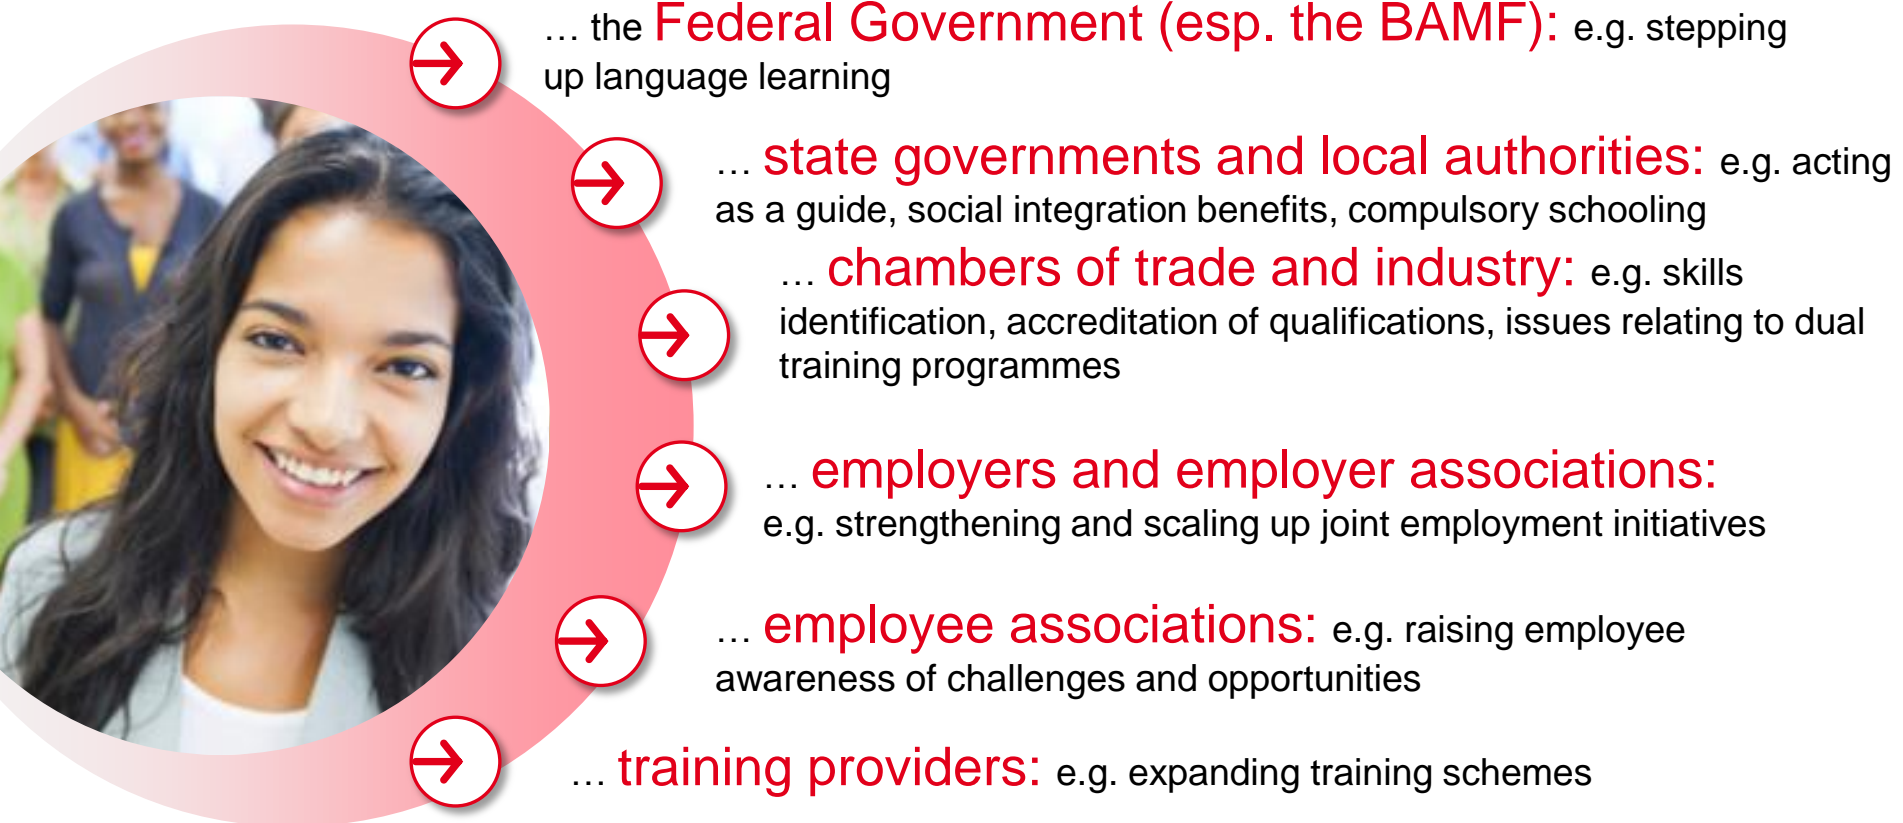 … the Federal Government (esp. the BAMF): e.g. stepping
up language learning
… state governments and local authorities: e.g. acting
as a guide, social integration benefits, compulsory schooling
… chambers of trade and industry: e.g. skills
identification, accreditation of qualifications, issues relating to dual
training programmes
… employers and employer associations:
e.g. strengthening and scaling up joint employment initiatives
… employee associations: e.g. raising employee
awareness of challenges and opportunities
… training providers: e.g. expanding training schemes